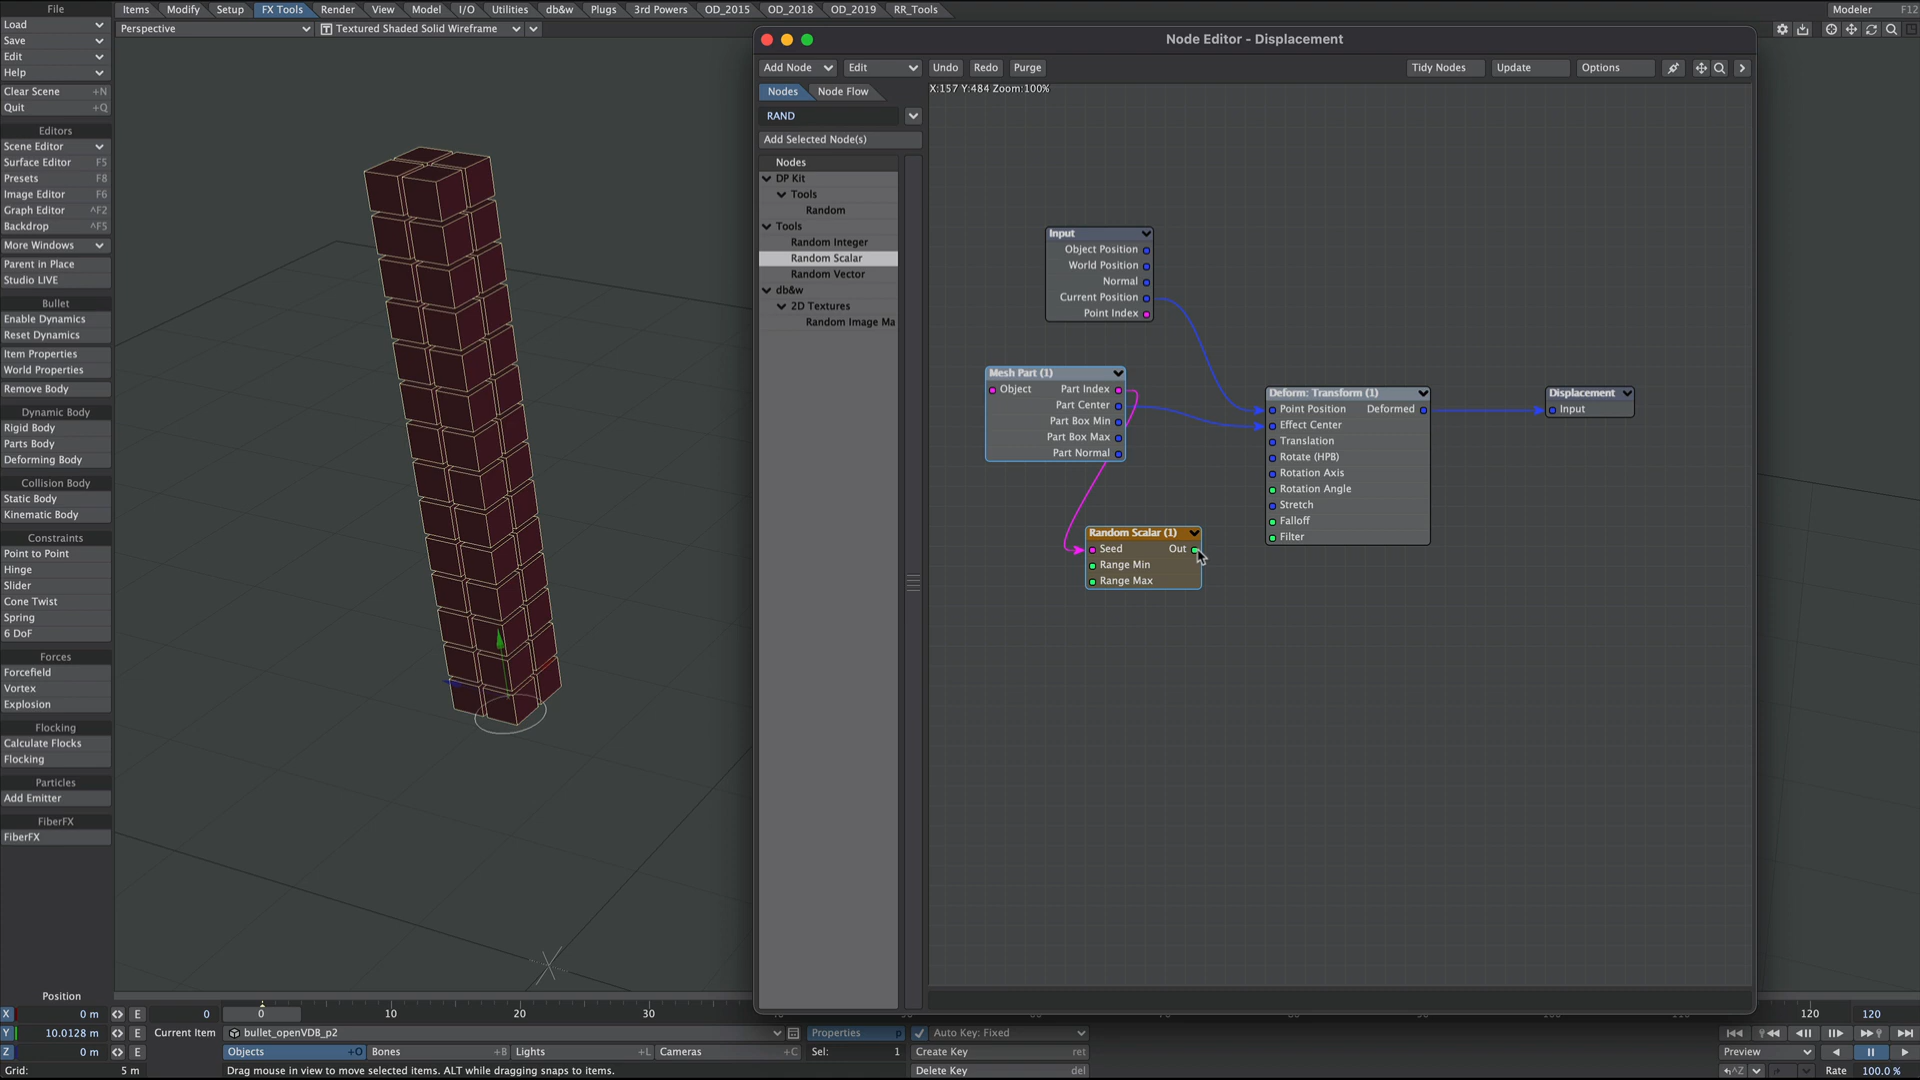 File
Items
Modify
Setup
FX Tools
Render
View
Model
I/O
Utilities
db&w
Plugs
3rd Powers
OD_2015
OD_2018
OD_2019
RR_Tools
Modeler F12
Load
Save
Edit
Help
Clear Scene +N
Quit +Q
Editors
Scene Editor
Surface Editor F5
Presets F8
Image Editor F6
Graph Editor ^F2
Backdrop ^F5
More Windows
Parent in Place
Studio LIVE
Bullet
Enable Dynamics
Reset Dynamics
Item Properties
World Properties
Remove Body
Dynamic Body
Rigid Body
Parts Body
Deforming Body
Collision Body
Static Body
Kinematic Body
Constraints
Point to Point
Hinge
Slider
Cone Twist
Spring
6 DoF
Forces
Forcefield
Vortex
Explosion
Flocking
Calculate Flocks
Flocking
Particles
Add Emitter
FiberFX
FiberFX
Perspective
Textured Shaded Solid Wireframe
Node Editor - Displacement
Add Node
Edit
Undo
Redo
Purge
Tidy Nodes
Update
Options
Nodes
Node Flow
X:157 Y:484 Zoom:100%
RAND
Add Selected Node(s)
Nodes
DP Kit
Tools
Random
Tools
Random Integer
Random Scalar
Random Vector
db&w
2D Textures
Random Image Ma
Input
Object Position
World Position
Normal
Current Position
Point Index
Mesh Part (1)
Object Part Index
Part Center
Part Box Min
Part Box Max
Part Normal
Random Scalar (1)
Seed Out
Range Min
Range Max
Deform: Transform (1)
Point Position Deformed
Effect Center
Translation
Rotate (HPB)
Rotation Axis
Rotation Angle
Stretch
Falloff
Filter
Displacement
Input
Position
X 0 m E
Y 10.0128 m E
Z 0 m E
Grid: 5 m
0
0 10 20 30
120 120
Current Item bullet_openVDB_p2
Properties p
Auto Key: Fixed
Objects +O
Bones +B
Lights +L
Cameras +C
Sel: 1
Create Key ret
Delete Key del
Drag mouse in view to move selected items. ALT while dragging snaps to items.
Preview
^Z
Rate 100.0 %